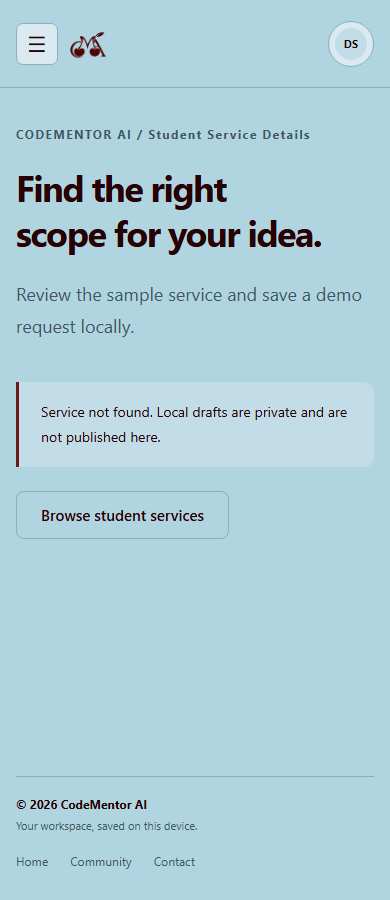 DS
CODEMENTOR AI / Student Service Details
Find the right
scope for your idea.
Review the sample service and save a demo
request locally.
Service not found. Local drafts are private and are
not published here.
Browse student services
© 2026 CodeMentor AI
Your workspace, saved on this device.
Home Community Contact